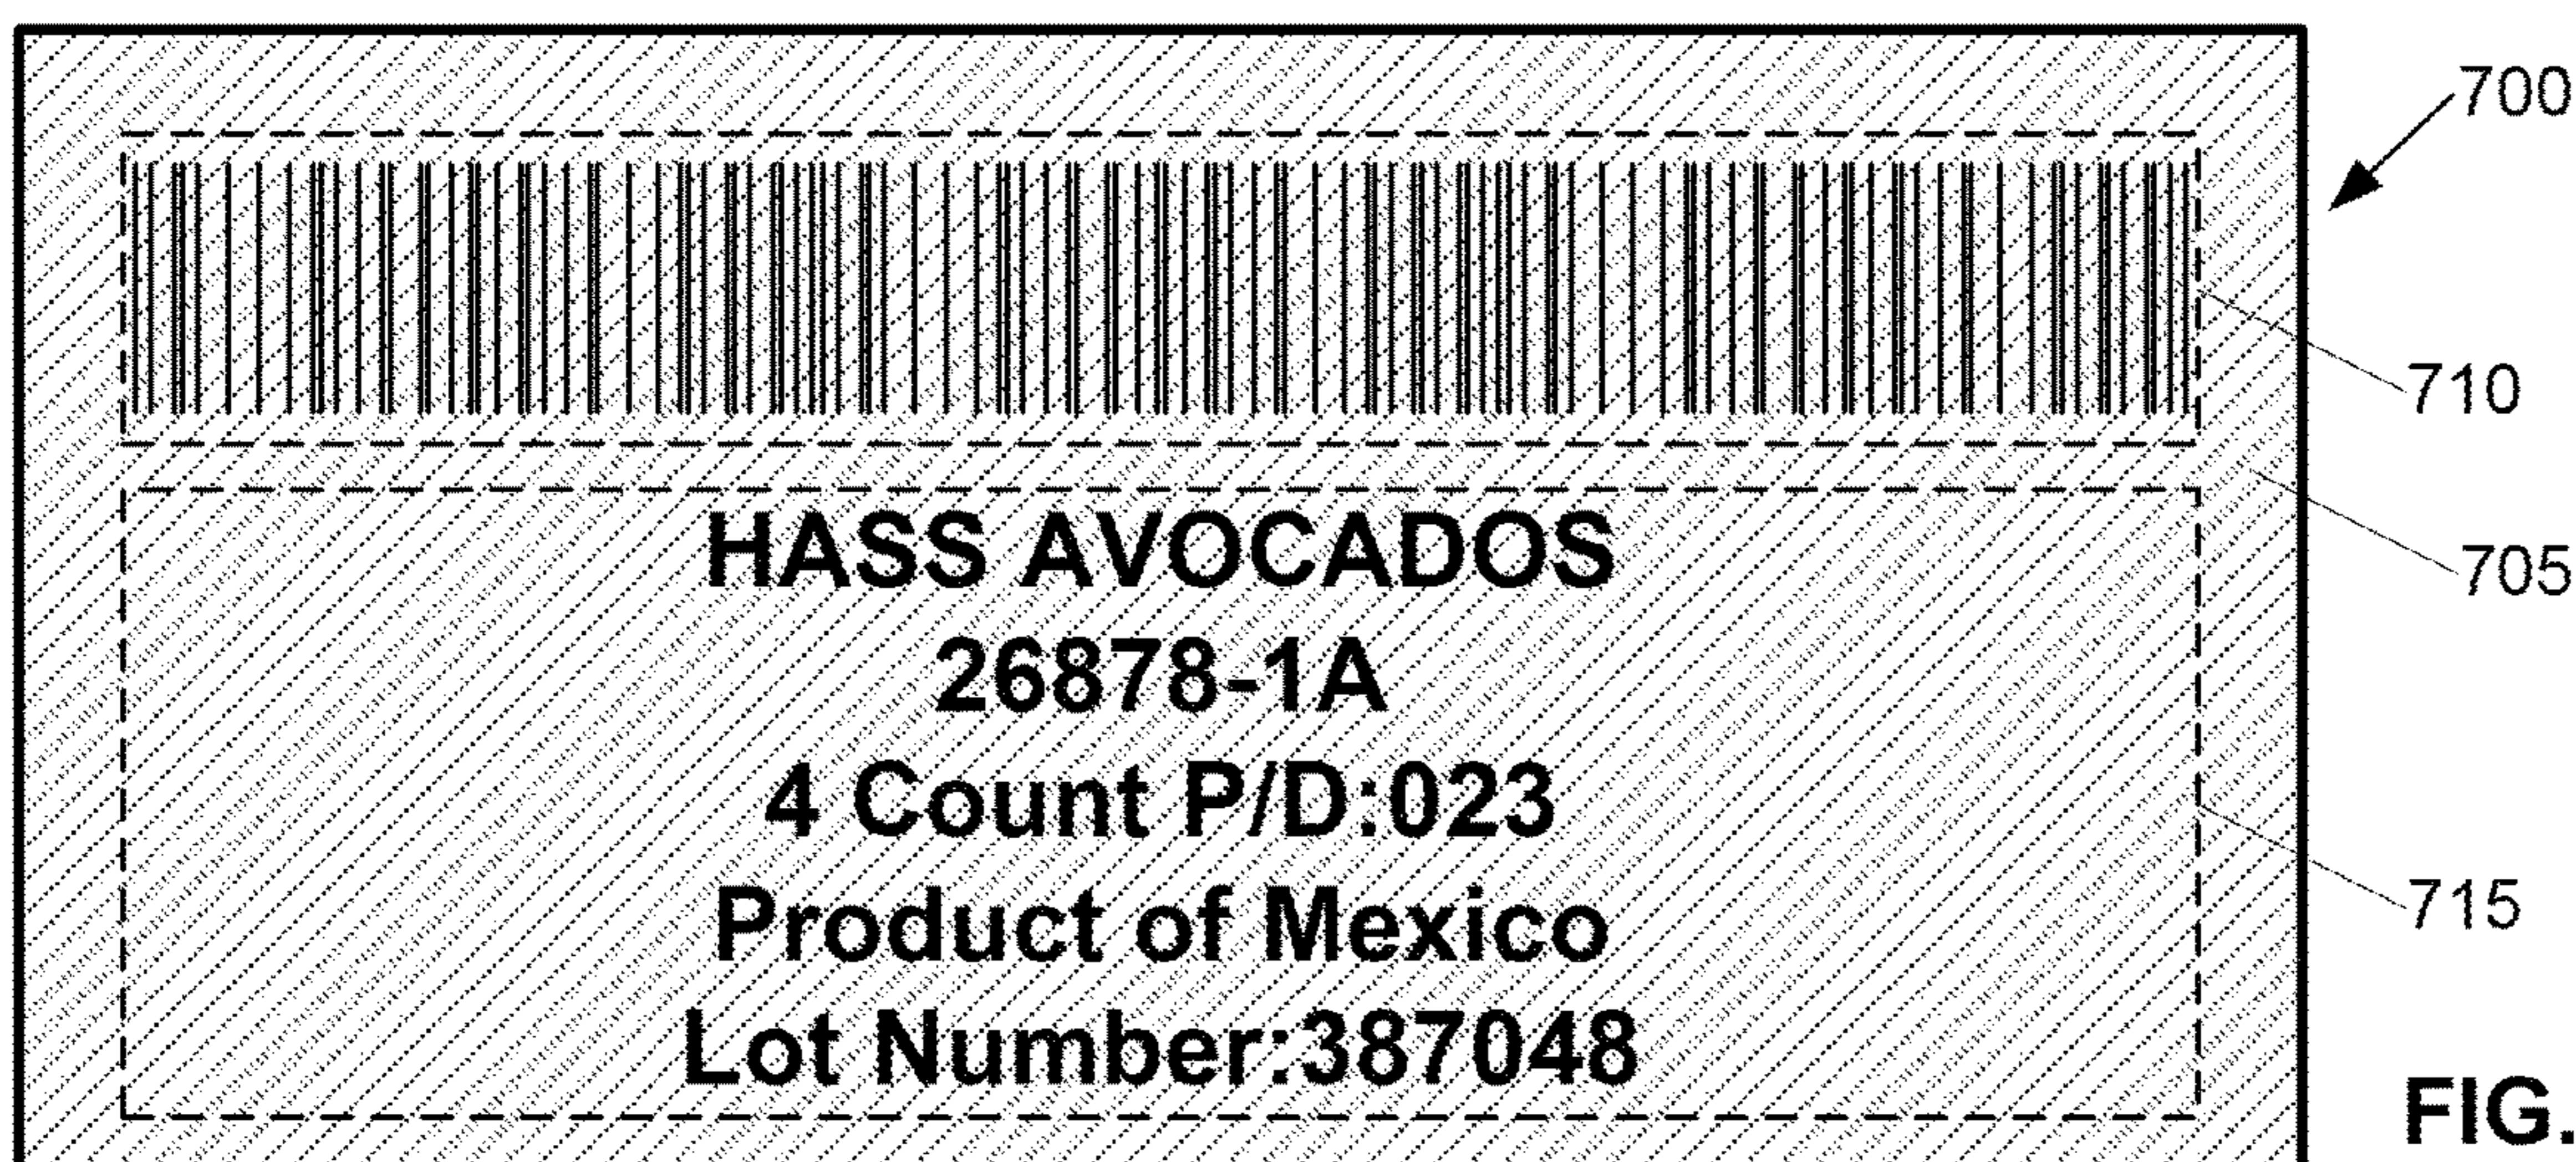 700
710
705
HASS AVOCADOS
26878-1A
4 Count P/D:023
Product of Mexico
Lot Number:387048
715
FIG.